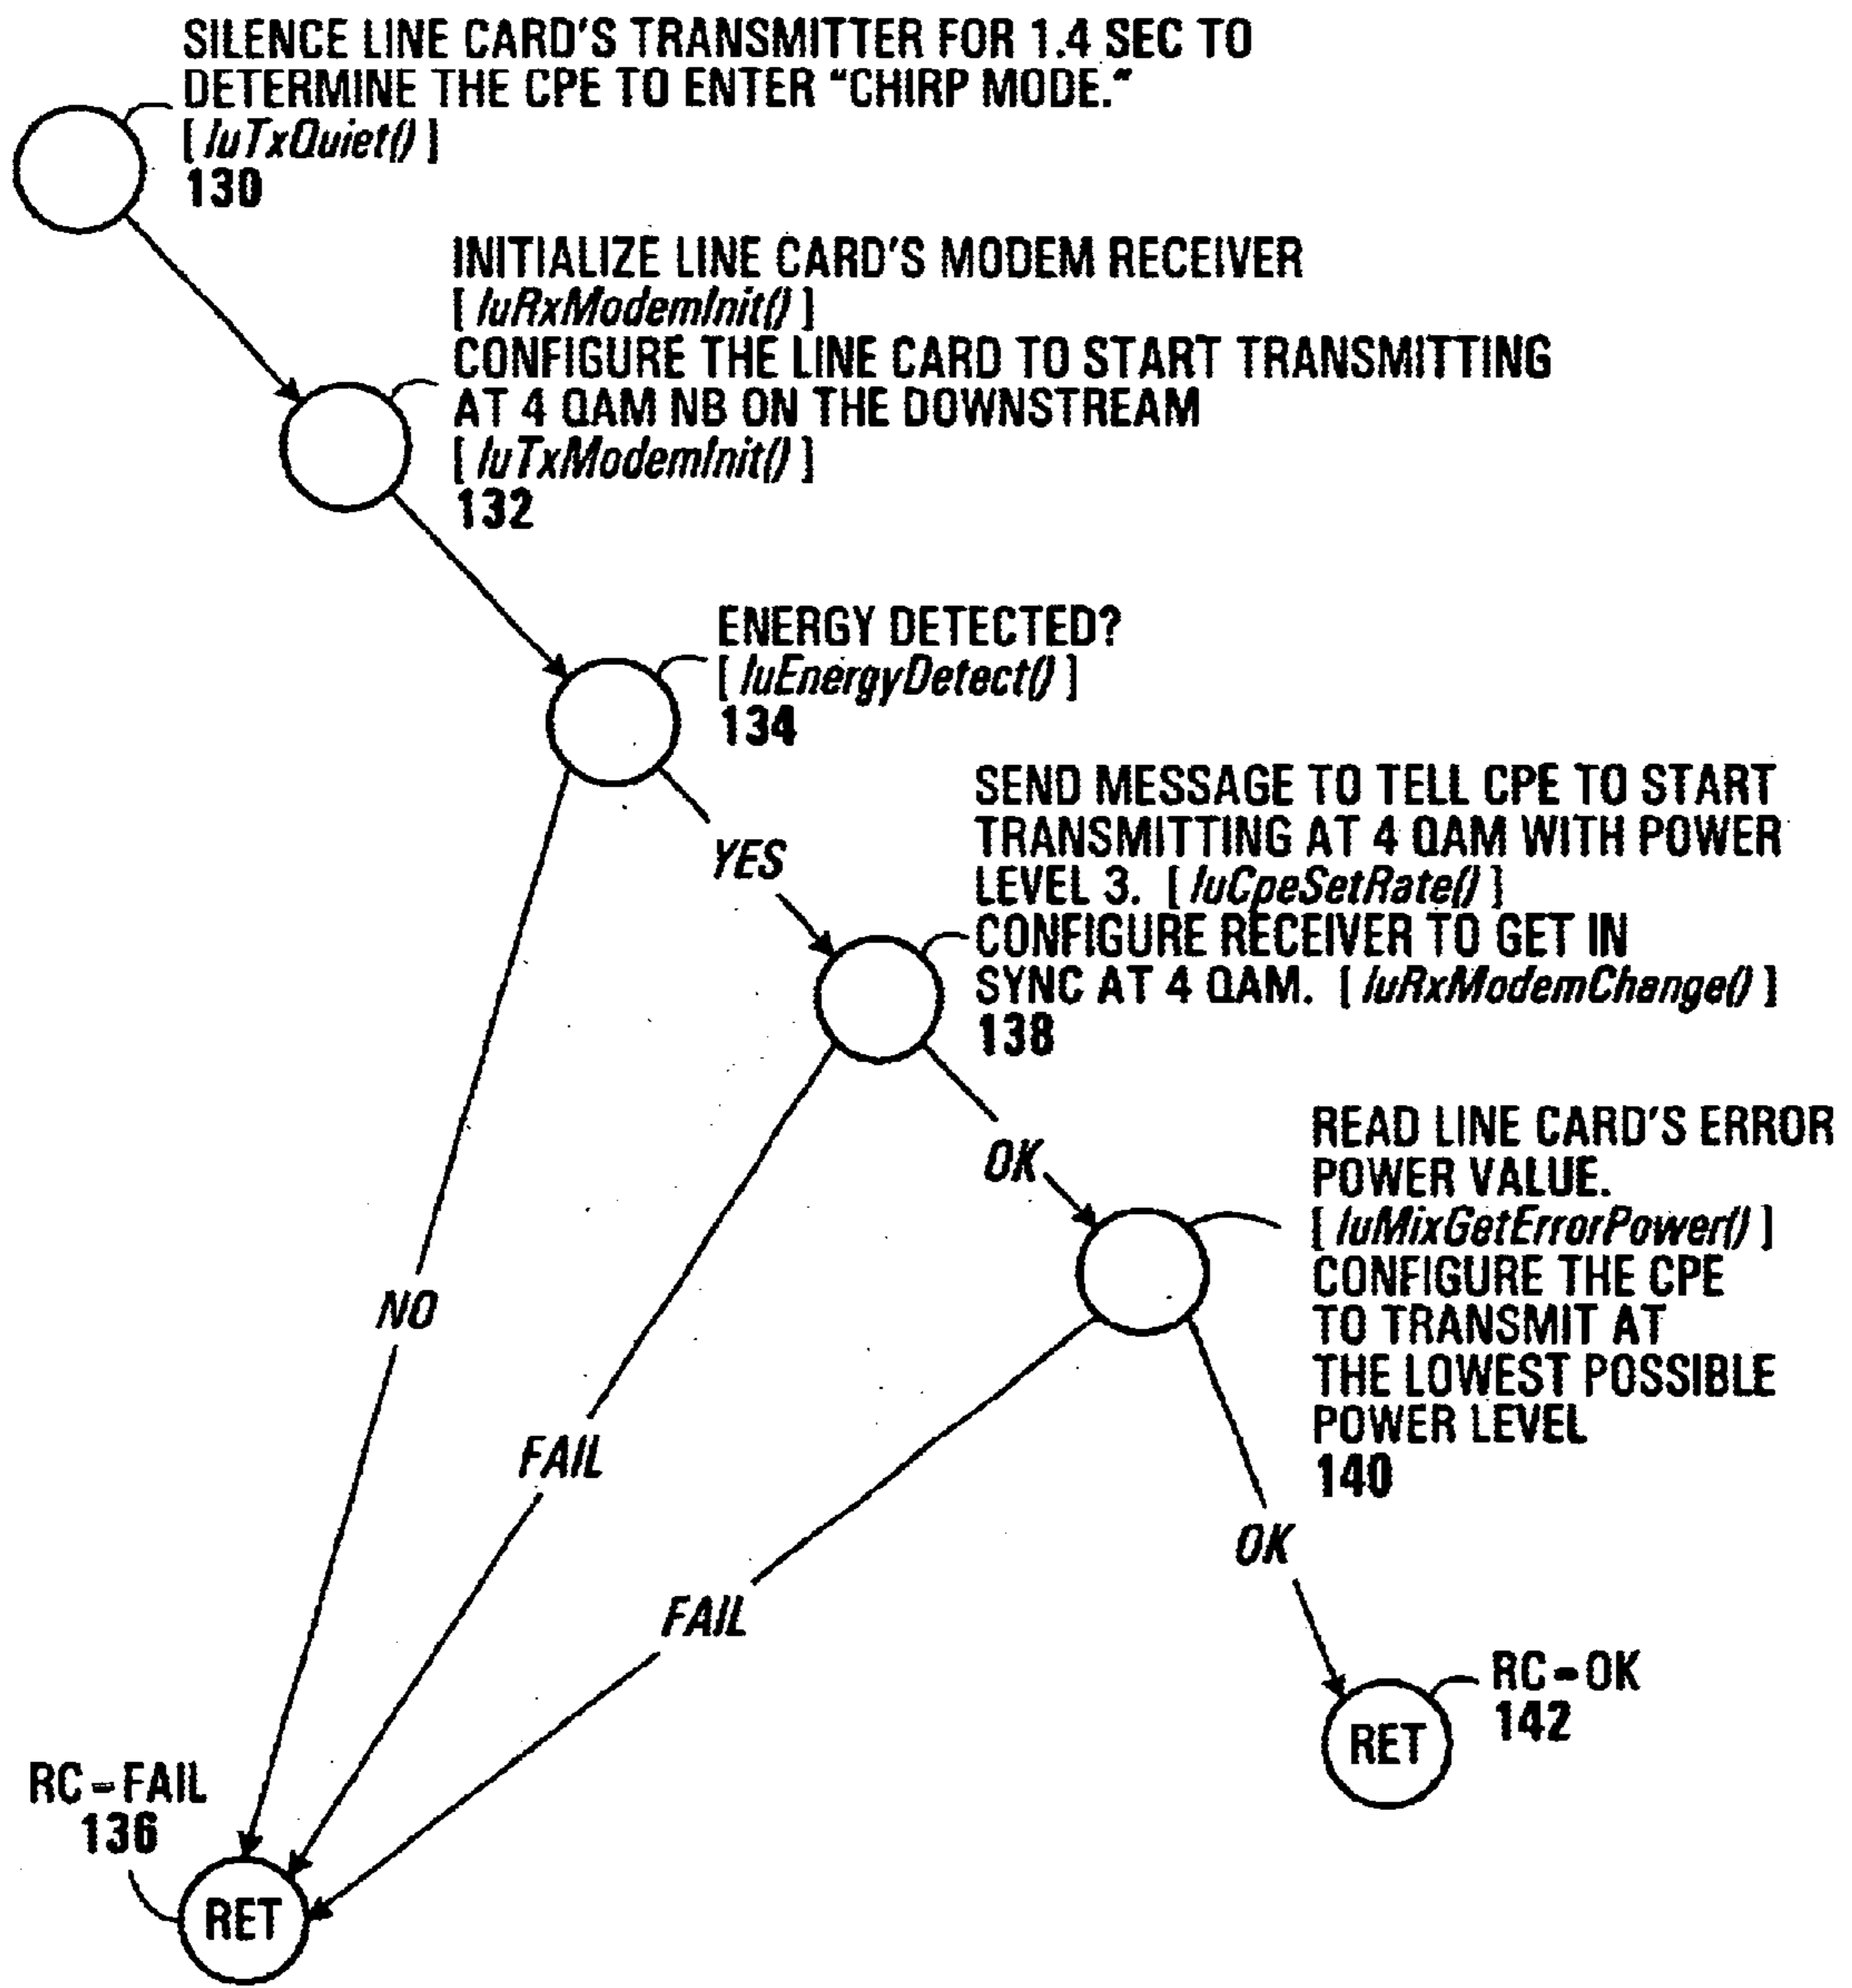 SILENCE LINE CARD'S TRANSMITTER FOR 1.4 SEC TO
DETERMINE THE CPE TO ENTER "CHIRP MODE."
[ luTxQuiet() ]
130
INITIALIZE LINE CARD'S MODEM RECEIVER
[ luRxModemInit() ]
CONFIGURE THE LINE CARD TO START TRANSMITTING
AT 4 QAM NB ON THE DOWNSTREAM
[ luTxModemInit() ]
132
ENERGY DETECTED?
[ luEnergyDetect() ]
134
YES
SEND MESSAGE TO TELL CPE TO START
TRANSMITTING AT 4 QAM WITH POWER
LEVEL 3. [ luCpeSetRate() ]
CONFIGURE RECEIVER TO GET IN
SYNC AT 4 QAM. [ luRxModemChange() ]
138
OK
READ LINE CARD'S ERROR
POWER VALUE.
[ luMixGetErrorPower() ]
CONFIGURE THE CPE
TO TRANSMIT AT
THE LOWEST POSSIBLE
POWER LEVEL
140
NO
FAIL
OK
FAIL
RC=OK
142
RET
RC=FAIL
136
RET